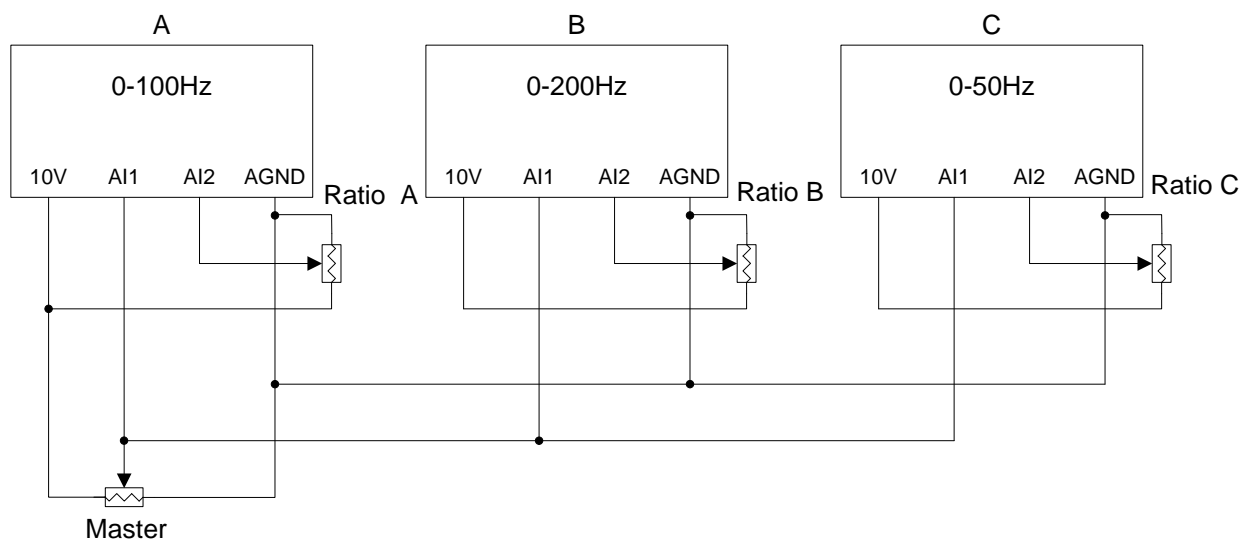 A
B
C
0-100Hz
0-200Hz
0-50Hz
10V AI1 AI2 AGND
10V AI1 AI2 AGND
10V AI1 AI2 AGND
Ratio A
Ratio B
Ratio C
Master